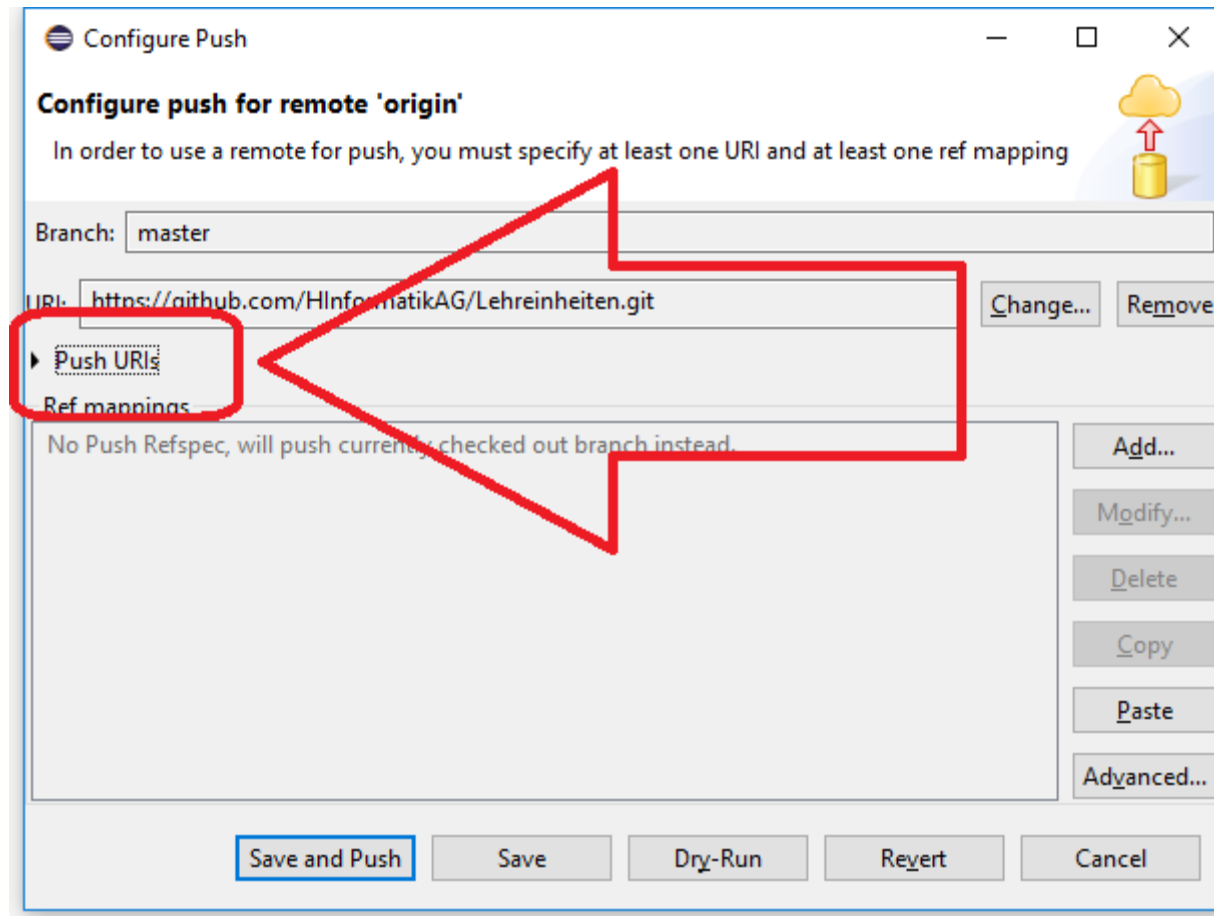 Configure Push
Configure push for remote 'origin'
In order to use a remote for push, you must specify at least one URI and at least one ref mapping
Branch: master
URI: https://github.com/HInformatikAG/Lehreinheiten.git Change... Remove
Push URIs
Ref mappings
No Push Refspec, will push currently checked out branch instead.
Add...
Modify...
Delete
Copy
Paste
Advanced...
Save and Push Save Dry-Run Revert Cancel